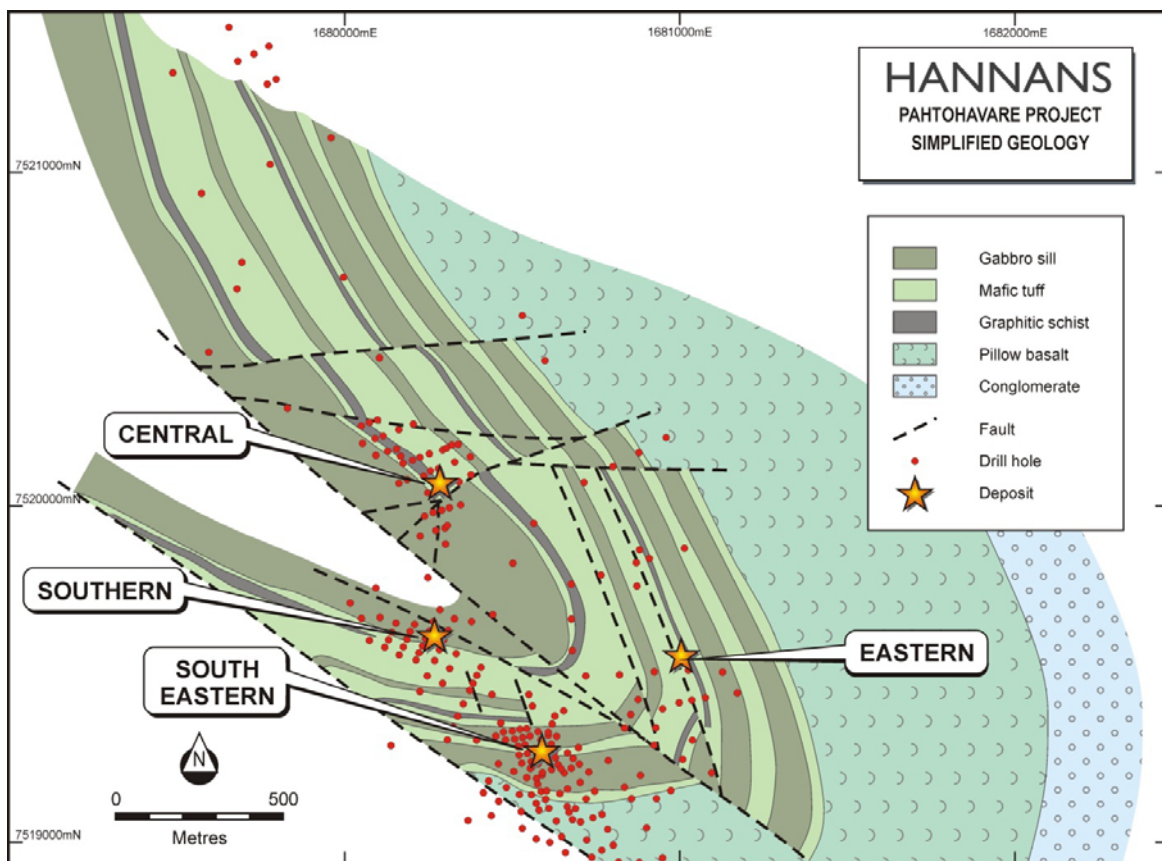 1680000mE
1681000mE
1682000mE
HANNANS
PAHTOHAVARE PROJECT
SIMPLIFIED GEOLOGY
7521000mN
Gabbro sill
Mafic tuff
Graphitic schist
Pillow basalt
Conglomerate
Fault
Drill hole
Deposit
CENTRAL
7520000mN
SOUTHERN
SOUTH
EASTERN
EASTERN
N
0
500
Metres
7519000mN